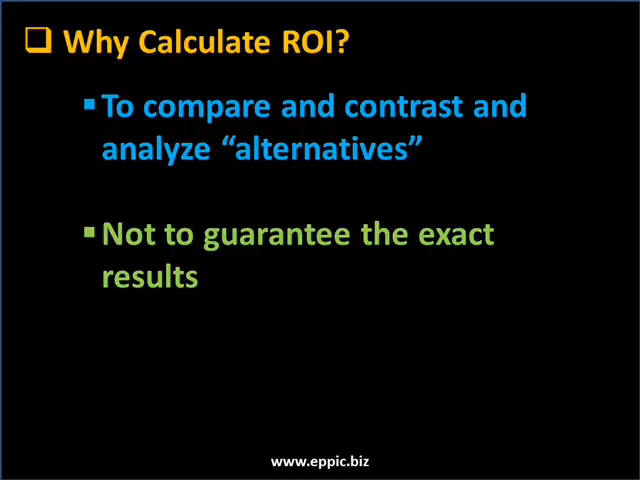 ❑ Why Calculate ROI?
▪ To compare and contrast and
analyze “alternatives”
▪ Not to guarantee the exact
results
www.eppic.biz